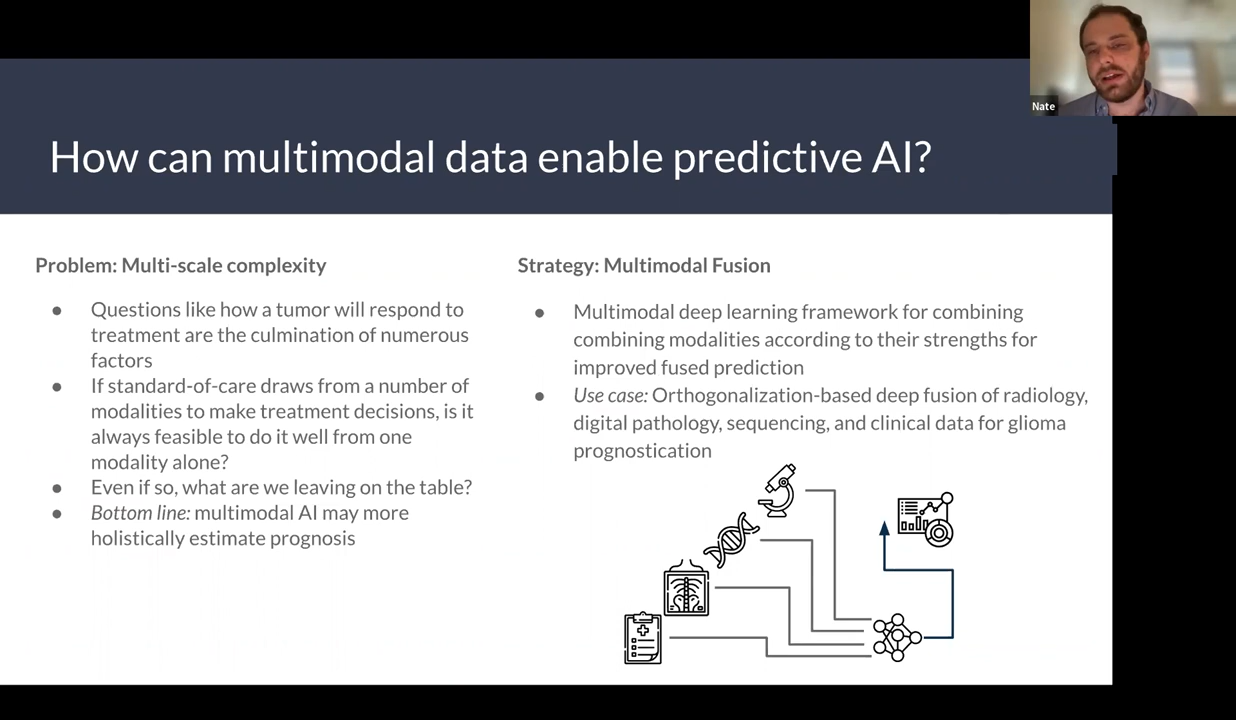 Nate
How can multimodal data enable predictive AI?
Problem: Multi-scale complexity
● Questions like how a tumor will respond to
treatment are the culmination of numerous
factors
● If standard-of-care draws from a number of
modalities to make treatment decisions, is it
always feasible to do it well from one
modality alone?
● Even if so, what are we leaving on the table?
● Bottom line: multimodal AI may more
holistically estimate prognosis
Strategy: Multimodal Fusion
● Multimodal deep learning framework for combining
combining modalities according to their strengths for
improved fused prediction
● Use case: Orthogonalization-based deep fusion of radiology,
digital pathology, sequencing, and clinical data for glioma
prognostication